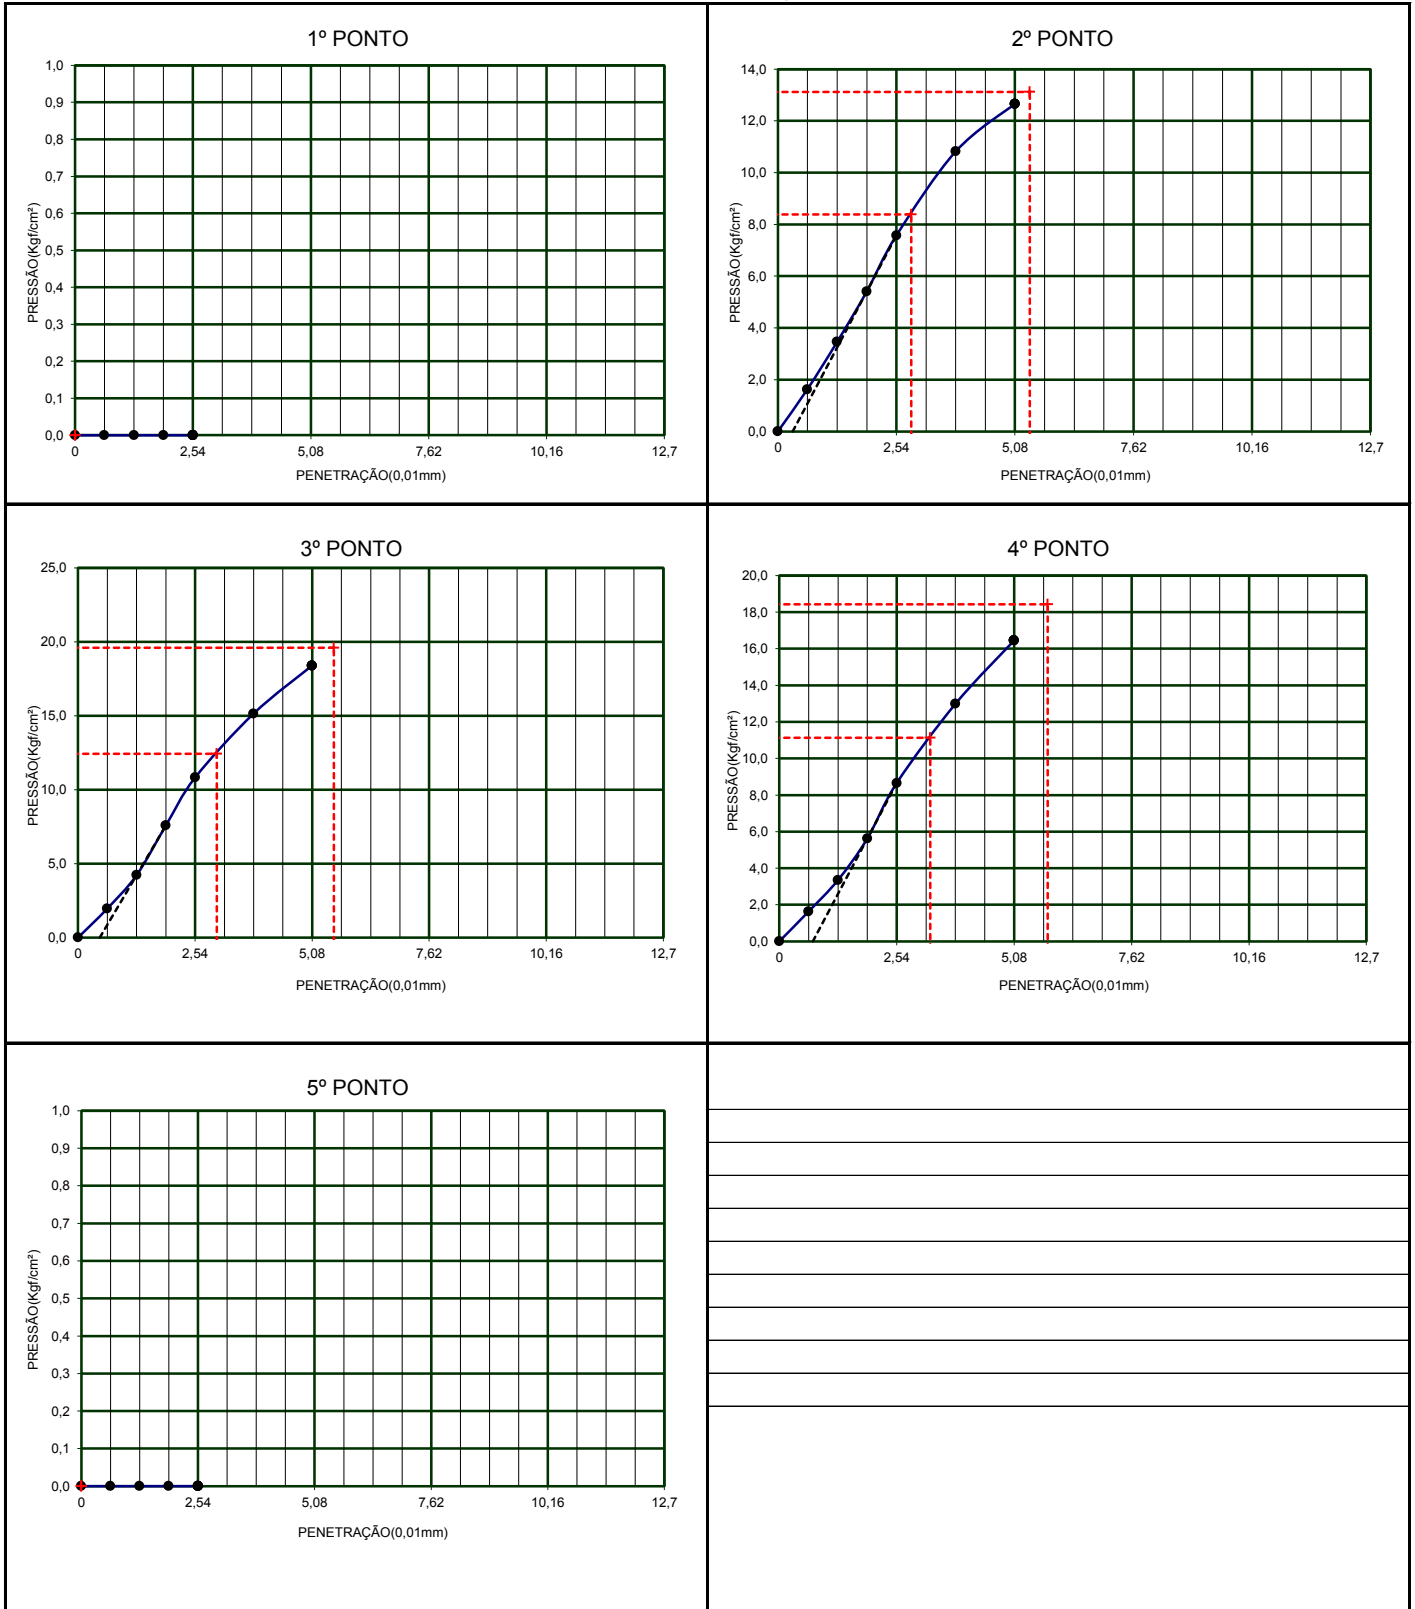 1º PONTO
1,0
0,9
0,8
0,7
0,6
0,5
0,4
0,3
0,2
0,1
0,0
0 2,54 5,08 7,62 10,16 12,7
PRESSÃO(Kgf/cm²)
PENETRAÇÃO(0,01mm)
2º PONTO
14,0
12,0
10,0
8,0
6,0
4,0
2,0
0,0
0 2,54 5,08 7,62 10,16 12,7
PRESSÃO(Kgf/cm²)
PENETRAÇÃO(0,01mm)
3º PONTO
25,0
20,0
15,0
10,0
5,0
0,0
0 2,54 5,08 7,62 10,16 12,7
PRESSÃO(Kgf/cm²)
PENETRAÇÃO(0,01mm)
4º PONTO
20,0
18,0
16,0
14,0
12,0
10,0
8,0
6,0
4,0
2,0
0,0
0 2,54 5,08 7,62 10,16 12,7
PRESSÃO(Kgf/cm²)
PENETRAÇÃO(0,01mm)
5º PONTO
1,0
0,9
0,8
0,7
0,6
0,5
0,4
0,3
0,2
0,1
0,0
0 2,54 5,08 7,62 10,16 12,7
PRESSÃO(Kgf/cm²)
PENETRAÇÃO(0,01mm)